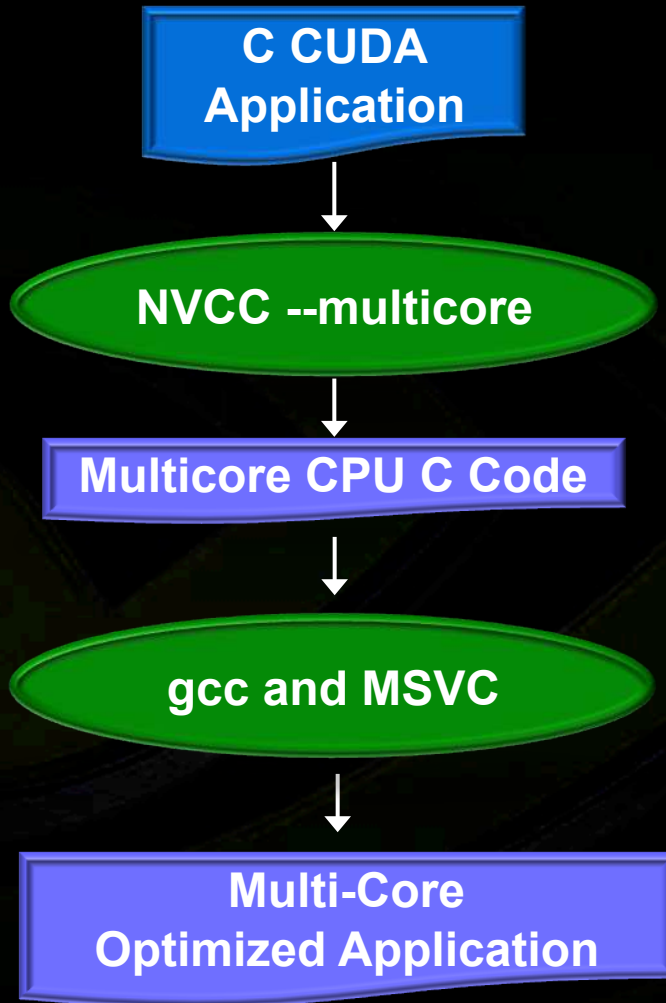 C CUDA
Application
NVCC --multicore
Multicore CPU C Code
gcc and MSVC
Multi-Core
Optimized Application